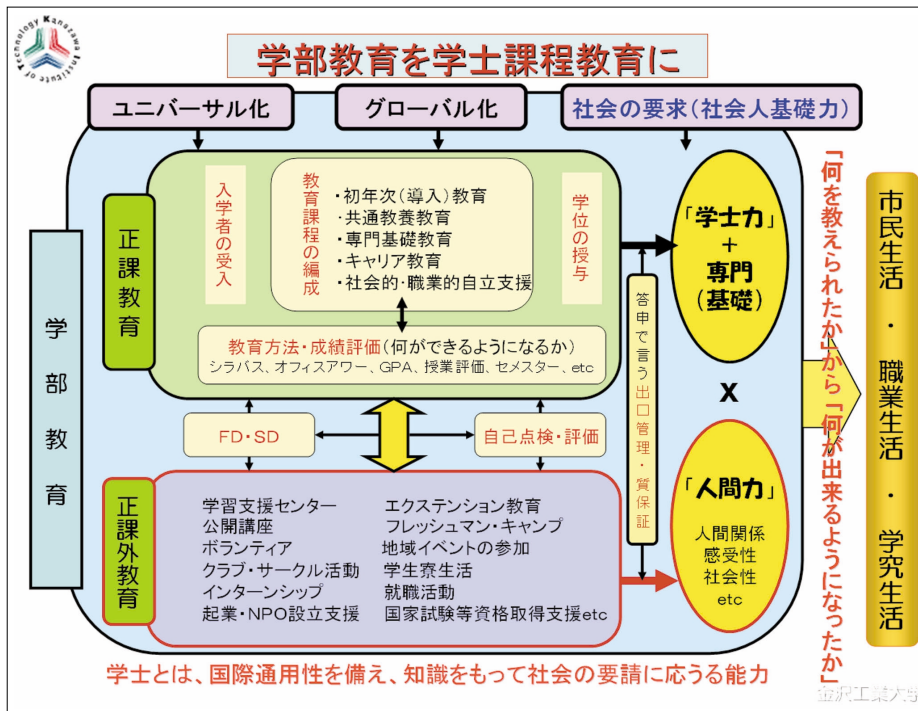 Kanazawa Institute of Technology
学部教育を学士課程教育に
ユニバーサル化
グローバル化
社会の要求(社会人基礎力)
学部教育
正課教育
入学者の受入
教育課程の編成
・初年次(導入)教育
・共通教養教育
・専門基礎教育
・キャリア教育
・社会的・職業的自立支援
学位の授与
教育方法・成績評価(何ができるようになるか)
シラバス、オフィスアワー、GPA、授業評価、セメスター、etc
「学士力」
+
専門
(基礎)
FD・SD
自己点検・評価
答申で言う出口管理・質保証
x
正課外教育
学習支援センター
公開講座
ボランティア
クラブ・サークル活動
インターンシップ
起業・NPO設立支援
エクステンション教育
フレッシュマン・キャンプ
地域イベントの参加
学生寮生活
就職活動
国家試験等資格取得支援etc
「人間力」
人間関係
感受性
社会性
etc
「何を教えられたか」から「何が出来るようになったか」
市民生活・職業生活・学究生活
学士とは、国際通用性を備え、知識をもって社会の要請に応うる能力
金沢工業大学